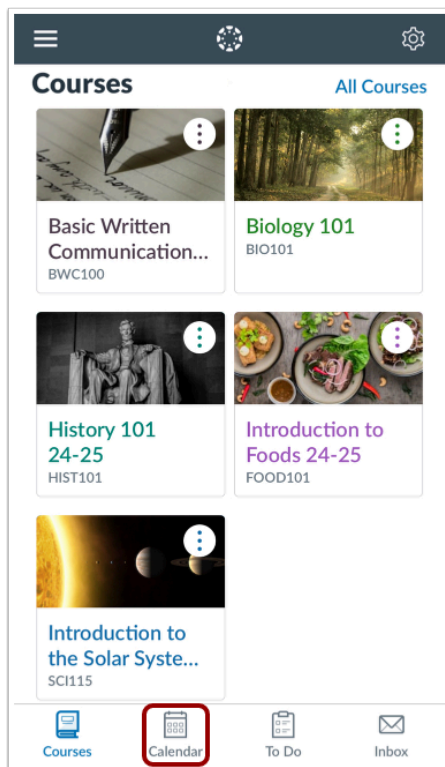 Courses
All Courses
Basic Written
Communication...
BWC100
Biology 101
BIO101
History 101
24-25
HIST101
Introduction to
Foods 24-25
FOOD101
Introduction to
the Solar Syste...
SCI115
Courses
Calendar
To Do
Inbox